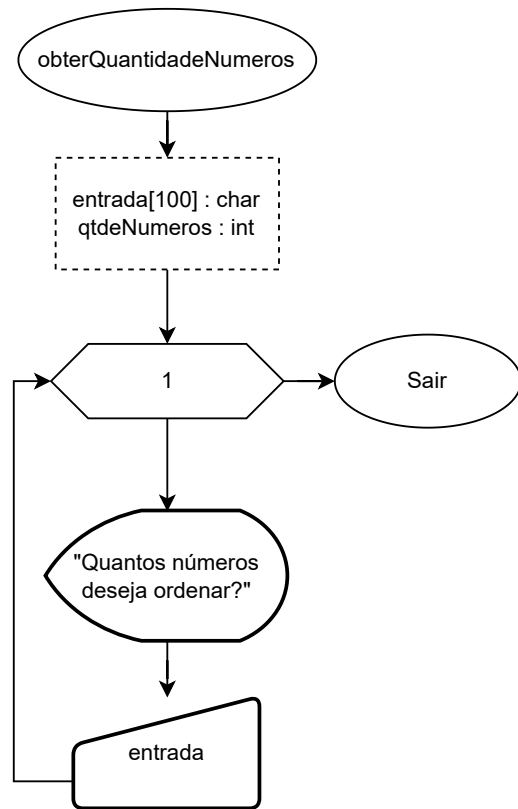 obterQuantidadeNumeros
entrada[100] : char
qtdeNumeros : int
1
Sair
"Quantos números
deseja ordenar?"
entrada